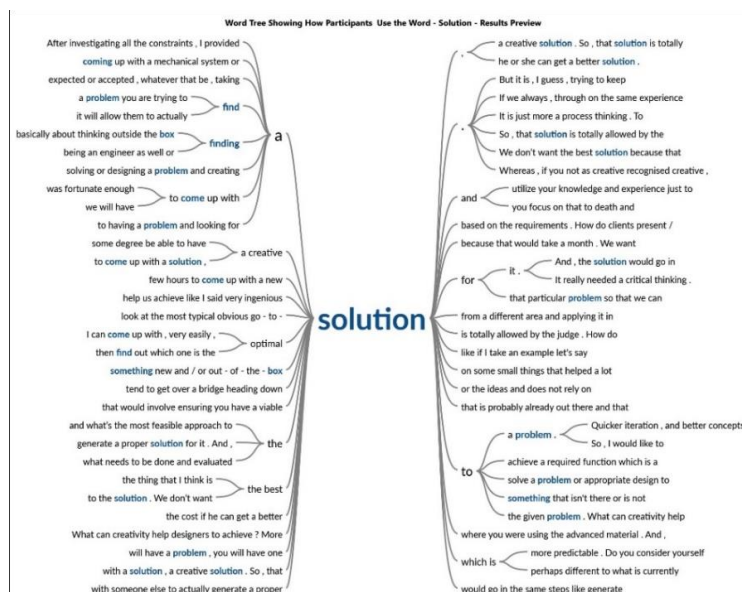 Word Tree Showing How Participants Use the Word - Solution - Results Preview
After investigating all the constraints , I provided
coming up with a mechanical system or
expected or accepted , whatever that be , taking
a problem you are trying to
it will allow them to actually
find
basically about thinking outside the box
being an engineer as well or
finding
solving or designing a problem and creating
was fortunate enough
we will have
to come up with
to having a problem and looking for
a
some degree be able to have
to come up with a solution ,
a creative
few hours to come up with a new
help us achieve like I said very ingenious
look at the most typical obvious go - to -
I can come up with , very easily ,
then find out which one is the
optimal
something new and / or out - of - the - box
tend to get over a bridge heading down
that would involve ensuring you have a viable
and what's the most feasible approach to
generate a proper solution for it . And ,
what needs to be done and evaluated
the
the thing that I think is
to the solution . We don't want
the best
the cost if he can get a better
What can creativity help designers to achieve ? More
will have a problem , you will have one
with a solution , a creative solution . So , that
with someone else to actually generate a proper
solution
,
a creative solution . So , that solution is totally
he or she can get a better solution .
.
But it is , I guess , trying to keep
If we always , through on the same experience
It is just more a process thinking . To
So , that solution is totally allowed by the
We don't want the best solution because that
Whereas , if you not as creative recognised creative ,
and
utilize your knowledge and experience just to
you focus on that to death and
based on the requirements . How do clients present /
because that would take a month . We want
for
it .
And , the solution would go in
It really needed a critical thinking .
that particular problem so that we can
from a different area and applying it in
is totally allowed by the judge . How do
like if I take an example let's say
on some small things that helped a lot
or the ideas and does not rely on
that is probably already out there and that
to
a problem .
Quicker iteration , and better concepts
So , I would like to
achieve a required function which is a
solve a problem or appropriate design to
something that isn't there or is not
the given problem . What can creativity help
where you were using the advanced material . And ,
which is
more predictable . Do you consider yourself
perhaps different to what is currently
would go in the same steps like generate